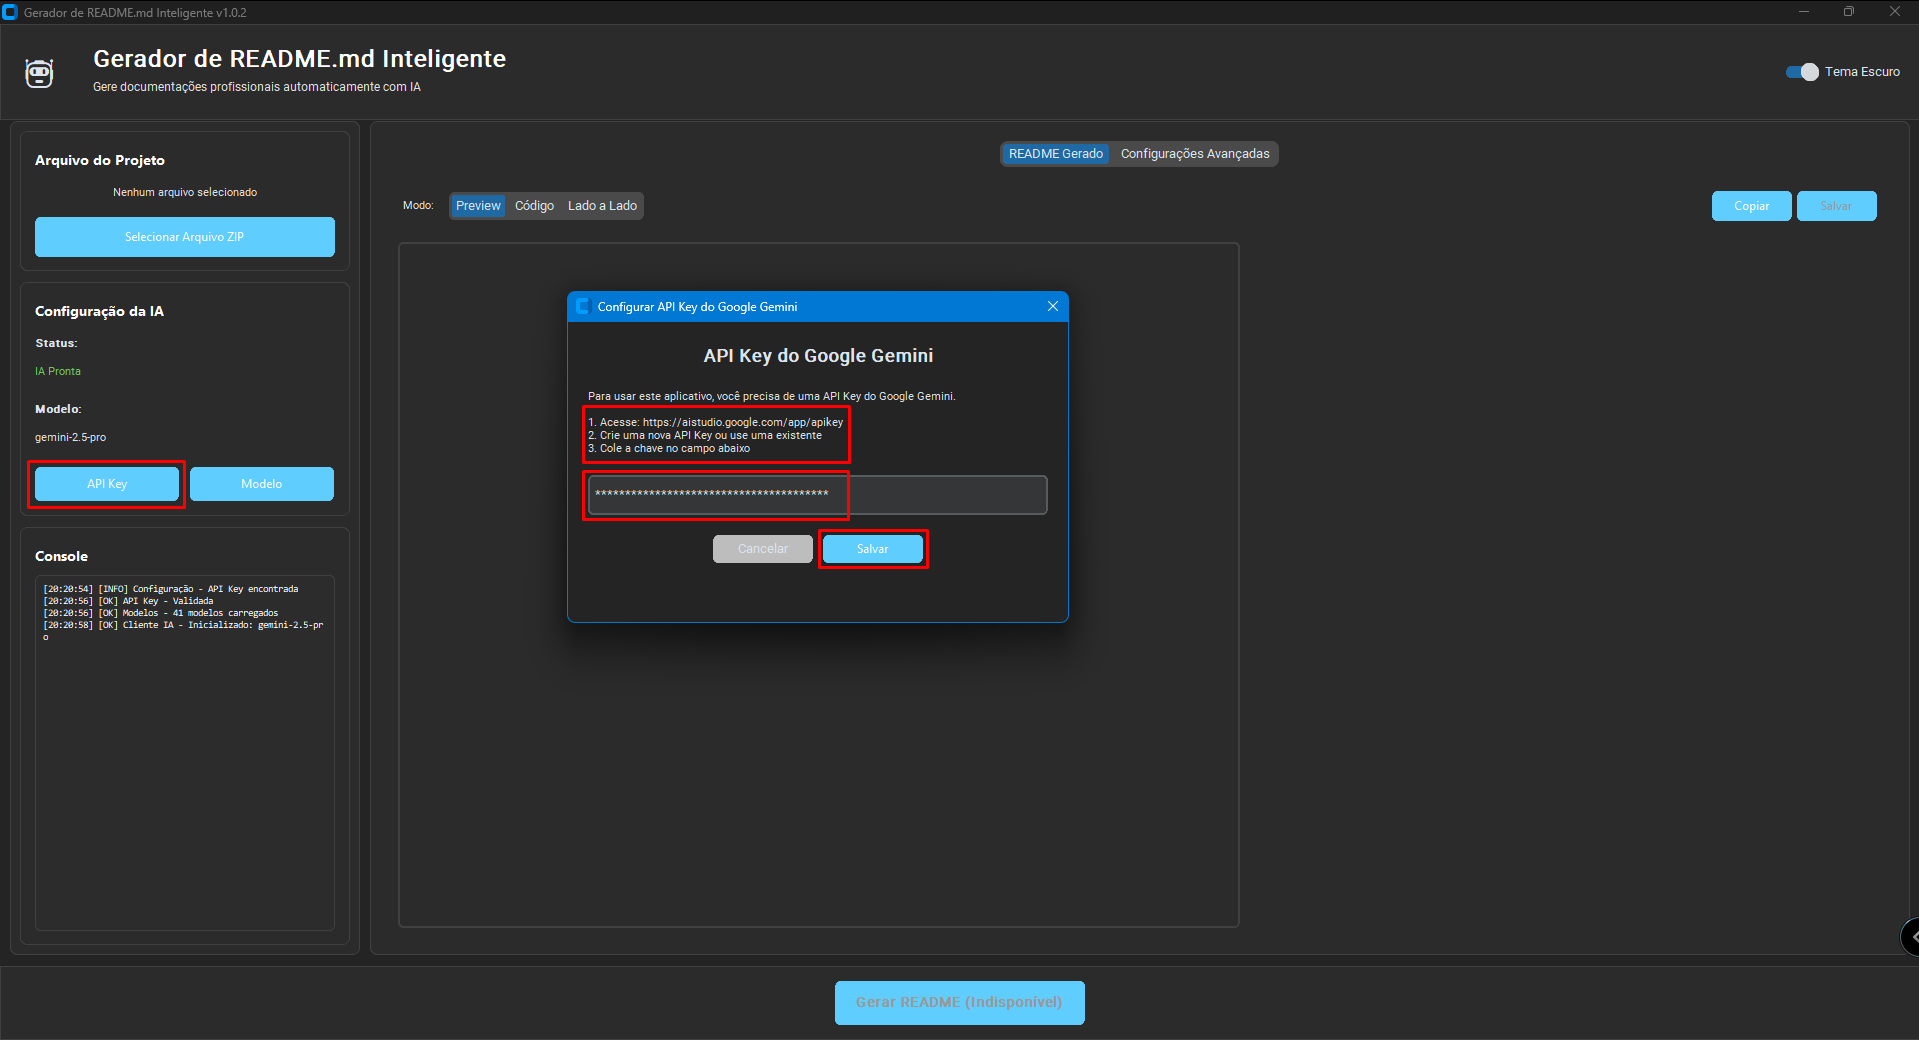 Gerador de README.md Inteligente v1.0.2
Gerador de README.md Inteligente
Gere documentações profissionais automaticamente com IA
Tema Escuro
Arquivo do Projeto
Nenhum arquivo selecionado
Selecionar Arquivo ZIP
Configuração da IA
Status:
IA Pronta
Modelo:
gemini-2.5-pro
API Key
Modelo
Console
[20:20:54] [INFO] Configuração - API Key encontrada
[20:20:56] [OK] API Key - Validada
[20:20:56] [OK] Modelos - 41 modelos carregados
[20:20:58] [OK] Cliente IA - Inicializado: gemini-2.5-pr
o
README Gerado
Configurações Avançadas
Modo:
Preview
Código
Lado a Lado
Copiar
Salvar
Configurar API Key do Google Gemini
API Key do Google Gemini
Para usar este aplicativo, você precisa de uma API Key do Google Gemini.
1. Acesse: https://aistudio.google.com/app/apikey
2. Crie uma nova API Key ou use uma existente
3. Cole a chave no campo abaixo
***************************************
Cancelar
Salvar
Gerar README (Indisponível)